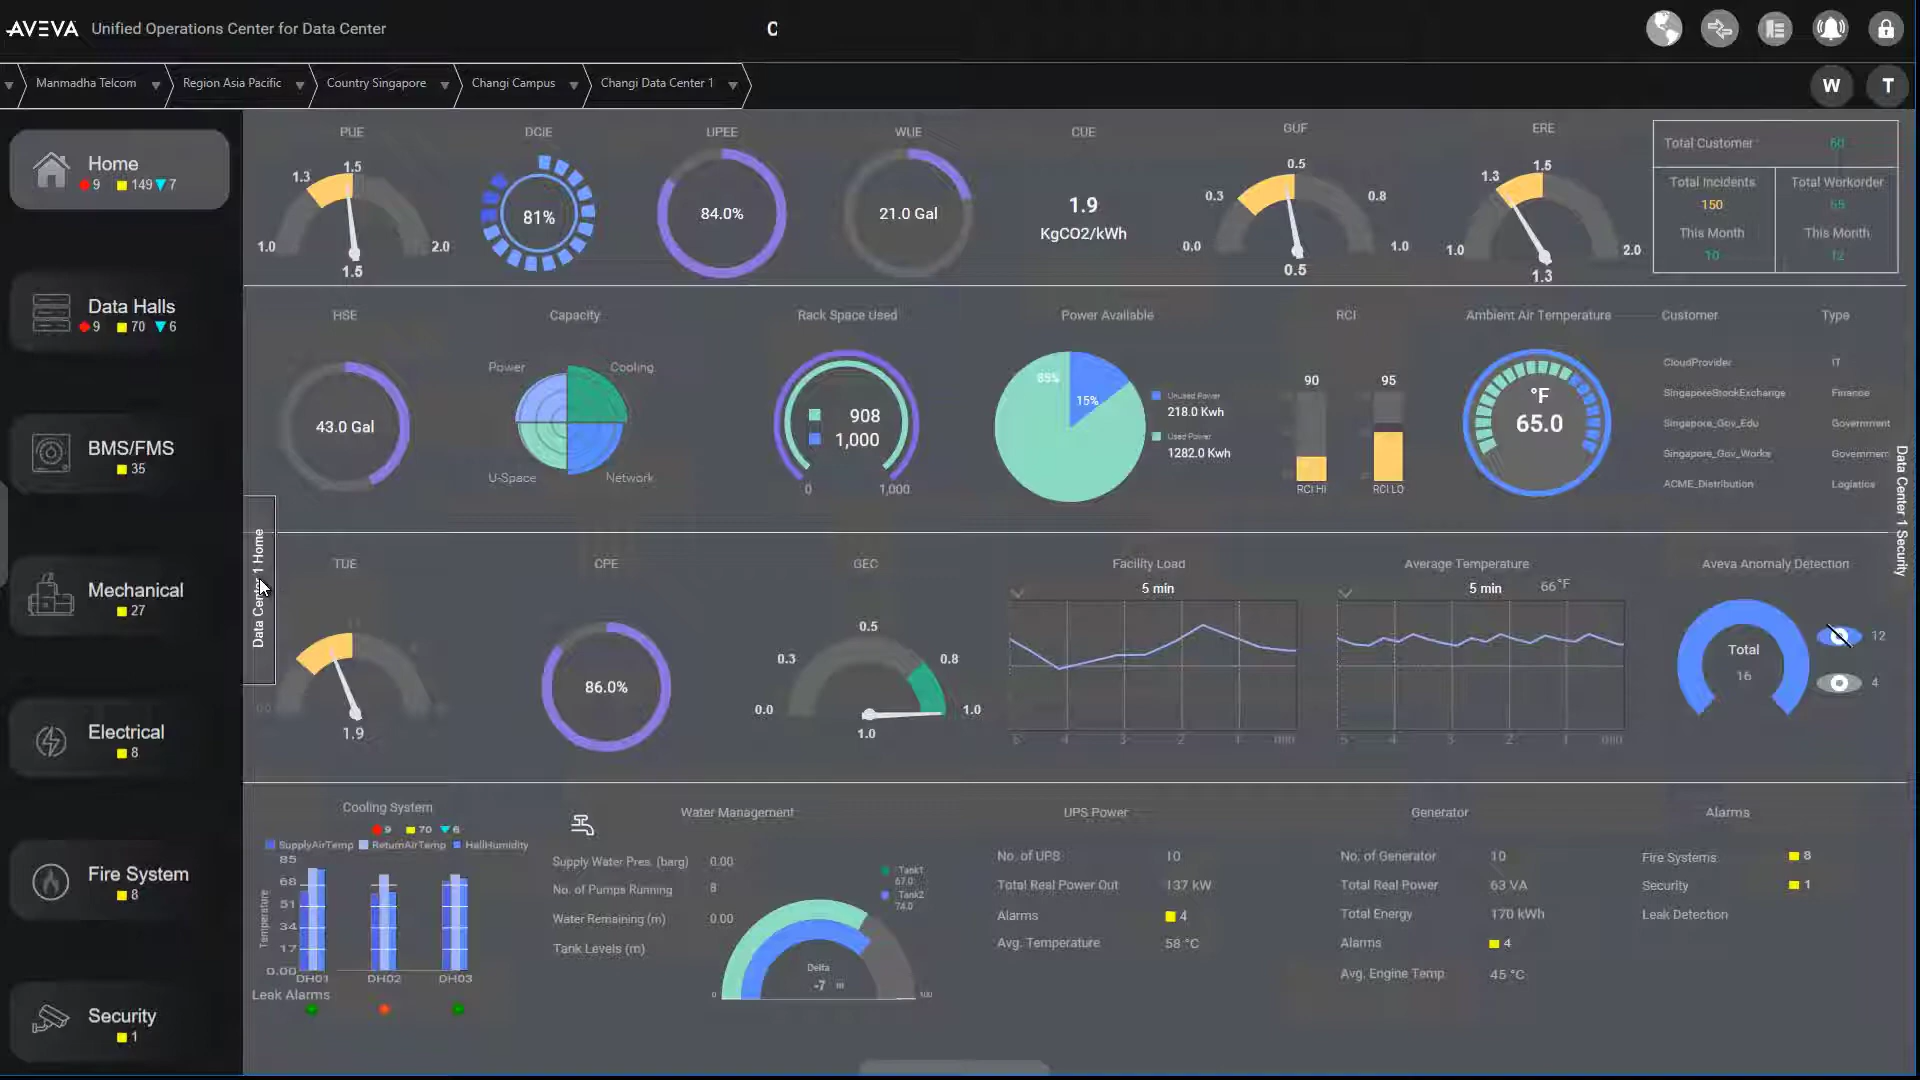 AVEVA Unified Operations Center for Data Center
C
Manmadha Telcom
Region Asia Pacific
Country Singapore
Changi Campus
Changi Data Center 1
W
T
Home
9 149 7
Data Halls
9 70 6
BMS/FMS
35
Mechanical
27
Electrical
8
Fire System
8
Security
1
Data Center 1 Home
PUE
1.0
1.3
1.5
2.0
1.5
DCIE
81%
UPEE
84.0%
WUE
21.0 Gal
CUE
1.9
KgCO2/kWh
GUF
0.0
0.3
0.5
0.8
1.0
0.5
ERE
1.0
1.3
1.5
2.0
1.3
Total Customer 60
Total Incidents
150
This Month
10
Total Workorder
65
This Month
12
HSE
43.0 Gal
Capacity
Power
Cooling
U-Space
Network
Rack Space Used
908
1,000
0 1,000
Power Available
85%
15%
Unused Power
218.0 Kwh
Used Power
1282.0 Kwh
RCI
90 95
RCI HI RCI LO
Ambient Air Temperature
°F
65.0
Customer Type
CloudProvider IT
SingaporeStockExchange Finance
Singapore_Gov_Edu Government
Singapore_Gov_Works Governmen
ACME_Distribution Logistics
Data Center 1 Security
TUE
1.9
CPE
86.0%
GEC
0.0
0.3
0.5
0.8
1.0
1.0
Facility Load
5 min
4 3 2 1
Average Temperature
5 min 66°F
5 4 3 2 1
Aveva Anomaly Detection
Total
16
12
4
Cooling System
9 70 6
SupplyAirTemp ReturnAirTemp HallHumidity
Temperature
85
68
51
34
17
0.00
DH01 DH02 DH03
Leak Alarms
Water Management
Supply Water Pres. (barg) 0.00
No. of Pumps Running 8
Water Remaining (m) 0.00
Tank Levels (m)
Tank1
67.0
Tank2
74.0
Delta
-7 m
0 100
UPS Power
No. of UPS 10
Total Real Power Out 137 kW
Alarms 4
Avg. Temperature 58 °C
Generator
No. of Generator 10
Total Real Power 63 VA
Total Energy 170 kWh
Alarms 4
Avg. Engine Temp 45 °C
Alarms
Fire Systems 8
Security 1
Leak Detection